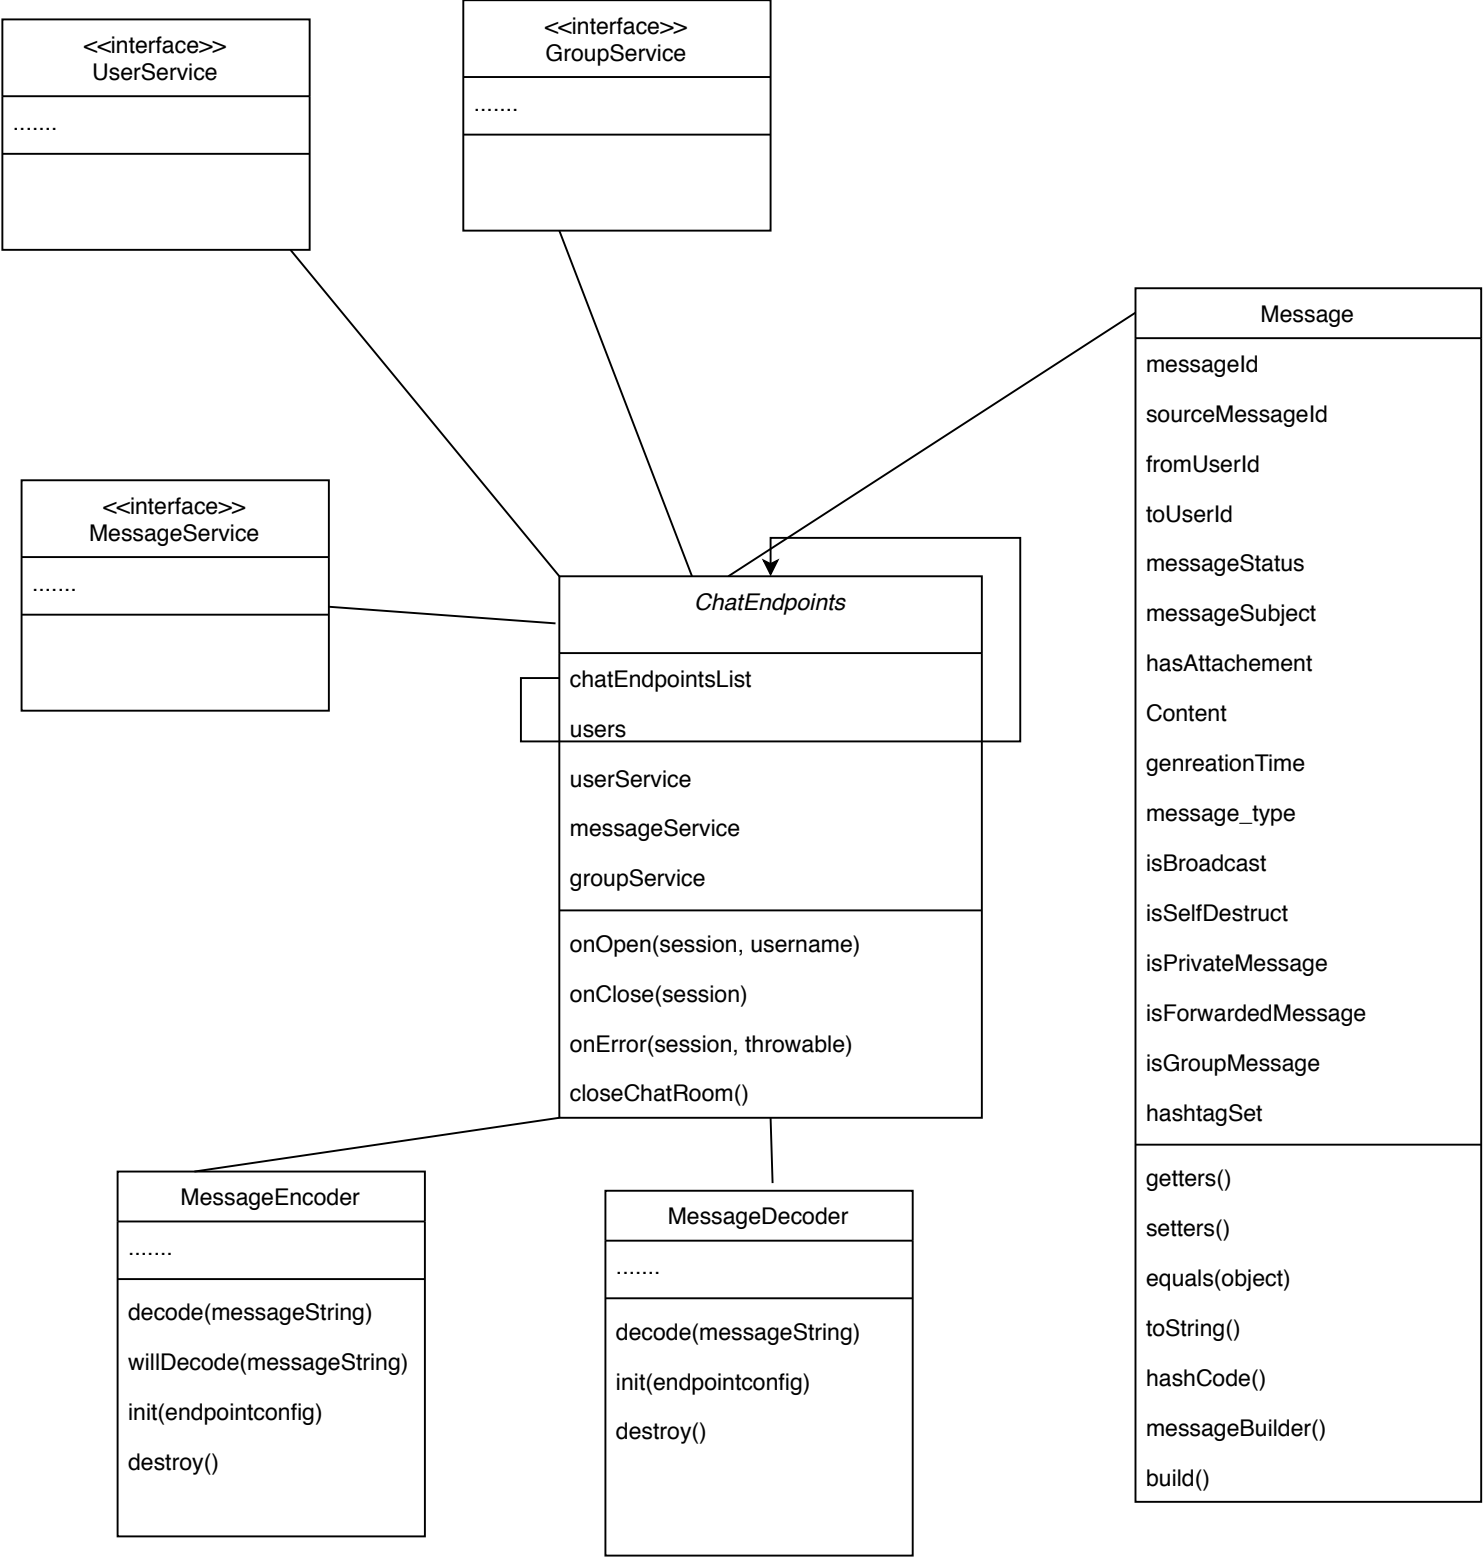 <<interface>>
UserService
.......
<<interface>>
GroupService
.......
<<interface>>
MessageService
.......
ChatEndpoints
chatEndpointsList
users
userService
messageService
groupService
onOpen(session, username)
onClose(session)
onError(session, throwable)
closeChatRoom()
Message
messageId
sourceMessageId
fromUserId
toUserId
messageStatus
messageSubject
hasAttachement
Content
genreationTime
message_type
isBroadcast
isSelfDestruct
isPrivateMessage
isForwardedMessage
isGroupMessage
hashtagSet
getters()
setters()
equals(object)
toString()
hashCode()
messageBuilder()
build()
MessageEncoder
.......
decode(messageString)
willDecode(messageString)
init(endpointconfig)
destroy()
MessageDecoder
.......
decode(messageString)
init(endpointconfig)
destroy()